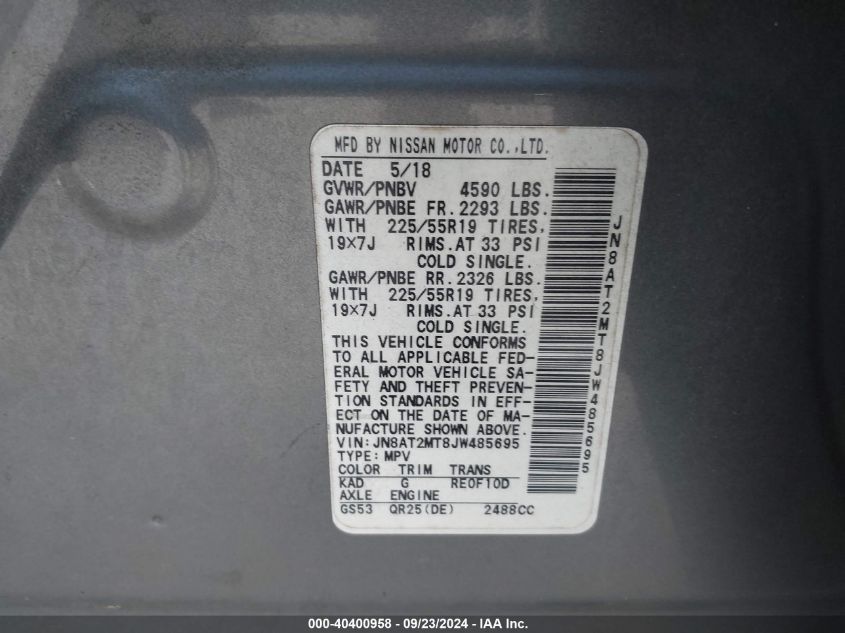 MFD BY NISSAN MOTOR CO.,LTD.
DATE 5/18
GVWR/PNBV 4590 LBS.
GAWR/PNBE FR. 2293 LBS.
WITH 225/55R19 TIRES,
19×7J RIMS. AT 33 PSI
COLD SINGLE.
GAWR/PNBE RR. 2326 LBS.
WITH 225/55R19 TIRES,
19×7J RIMS. AT 33 PSI
COLD SINGLE.
THIS VEHICLE CONFORMS
TO ALL APPLICABLE FED-
ERAL MOTOR VEHICLE SA-
FETY AND THEFT PREVEN-
TION STANDARDS IN EFF-
ECT ON THE DATE OF MA-
NUFACTURE SHOWN ABOVE.
VIN:JN8AT2MT8JW485695
TYPE:MPV
COLOR TRIM TRANS
KAD G RE0F10D
AXLE ENGINE
GS53 QR25(DE) 2488CC
JN8AT2MT8JW485695
000-40400958 - 09/23/2024 - IAA Inc.